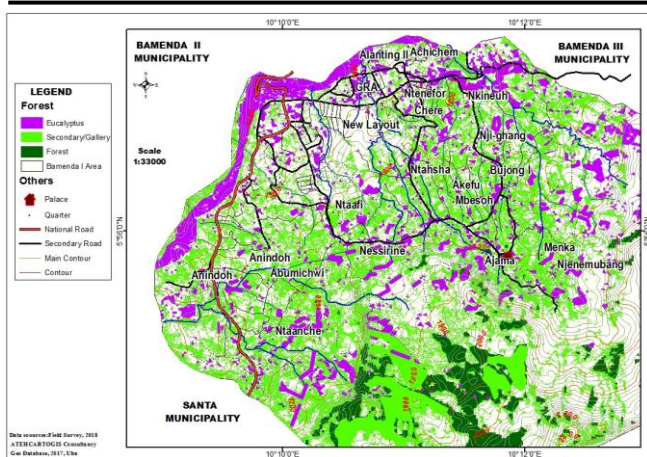 10°10'0"E
10°12'0"E
BAMENDA II
MUNICIPALITY
BAMENDA III
MUNICIPALITY
Alanting II
Achichem
GRA
Ntenefor
Chere
Nkineuh
New Layout
Nji-ghang
Ntahsha
Bujong I
Akefu
Mbesoh
Ntaafi
Nessirine
Menka
Ajama
Njenemubang
Anindoh
Anindoh
Abumichwi
Ntaanche
SANTA
MUNICIPALITY
LEGEND
Forest
Eucalyptus
Secondary/Gallery
Forest
Bamenda I Area
Others
Palace
Quarter
National Road
Secondary Road
Main Contour
Contour
Scale
1:33000
5°56'0"N
5°56'0"N
Data sources:Field Survey, 2018
ATEHCARTOGIS Consultancy
Geo Database, 2017, Uba
10°10'0"E
10°12'0"E